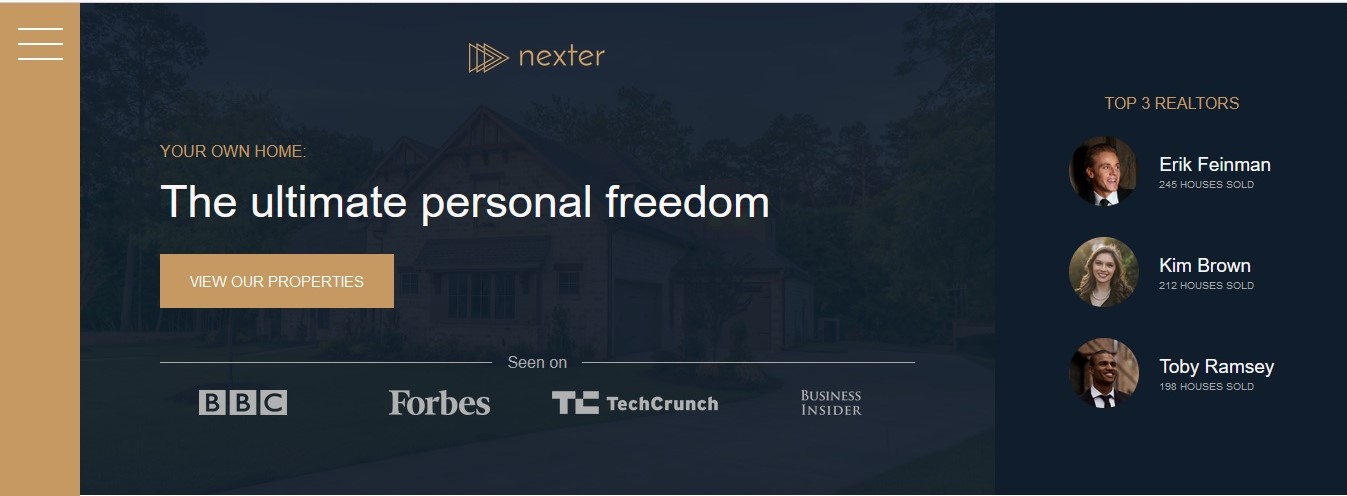 nexter
YOUR OWN HOME:
The ultimate personal freedom
VIEW OUR PROPERTIES
Seen on
BBC
Forbes
TC TechCrunch
BUSINESS
INSIDER
TOP 3 REALTORS
Erik Feinman
245 HOUSES SOLD
Kim Brown
212 HOUSES SOLD
Toby Ramsey
198 HOUSES SOLD